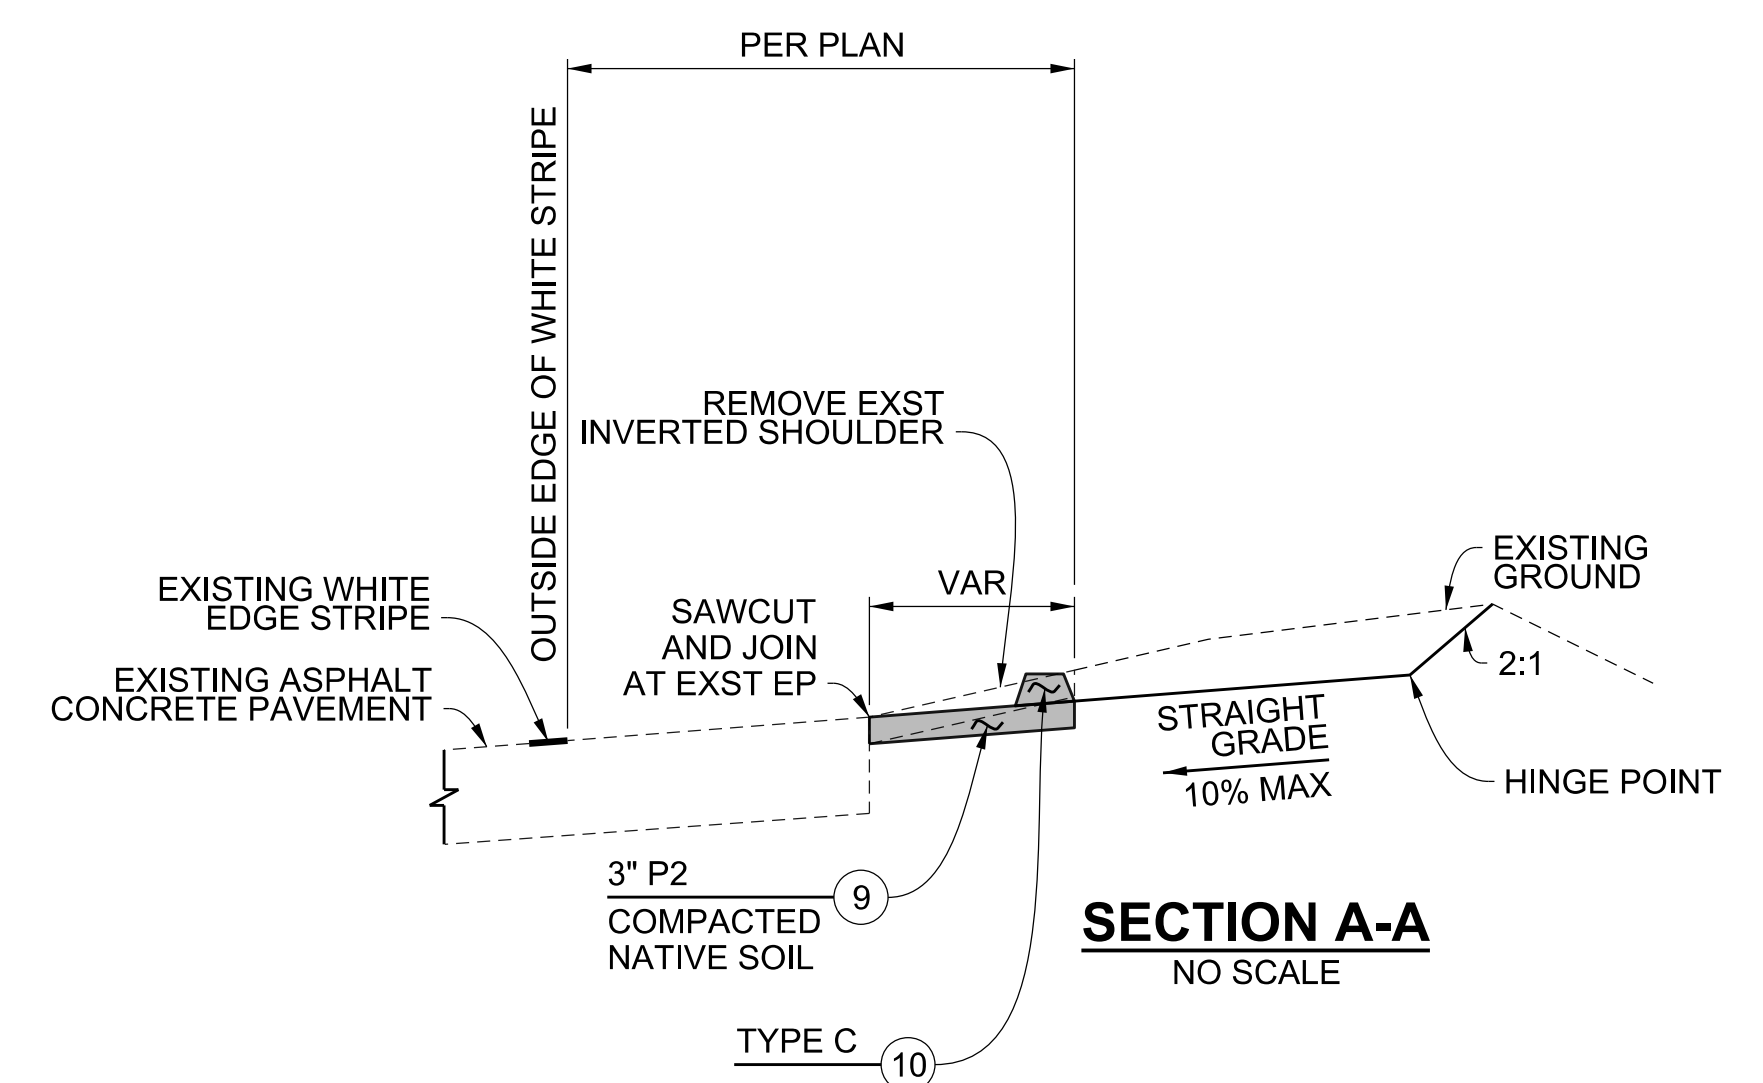 PER PLAN
OUTSIDE EDGE OF WHITE STRIPE
REMOVE EXST
INVERTED SHOULDER
EXISTING WHITE
EDGE STRIPE
EXISTING ASPHALT
CONCRETE PAVEMENT
SAWCUT
AND JOIN
AT EXST EP
VAR
EXISTING
GROUND
2:1
STRAIGHT
GRADE
10% MAX
HINGE POINT
3" P2
9
COMPACTED
NATIVE SOIL
SECTION A-A
NO SCALE
TYPE C
10